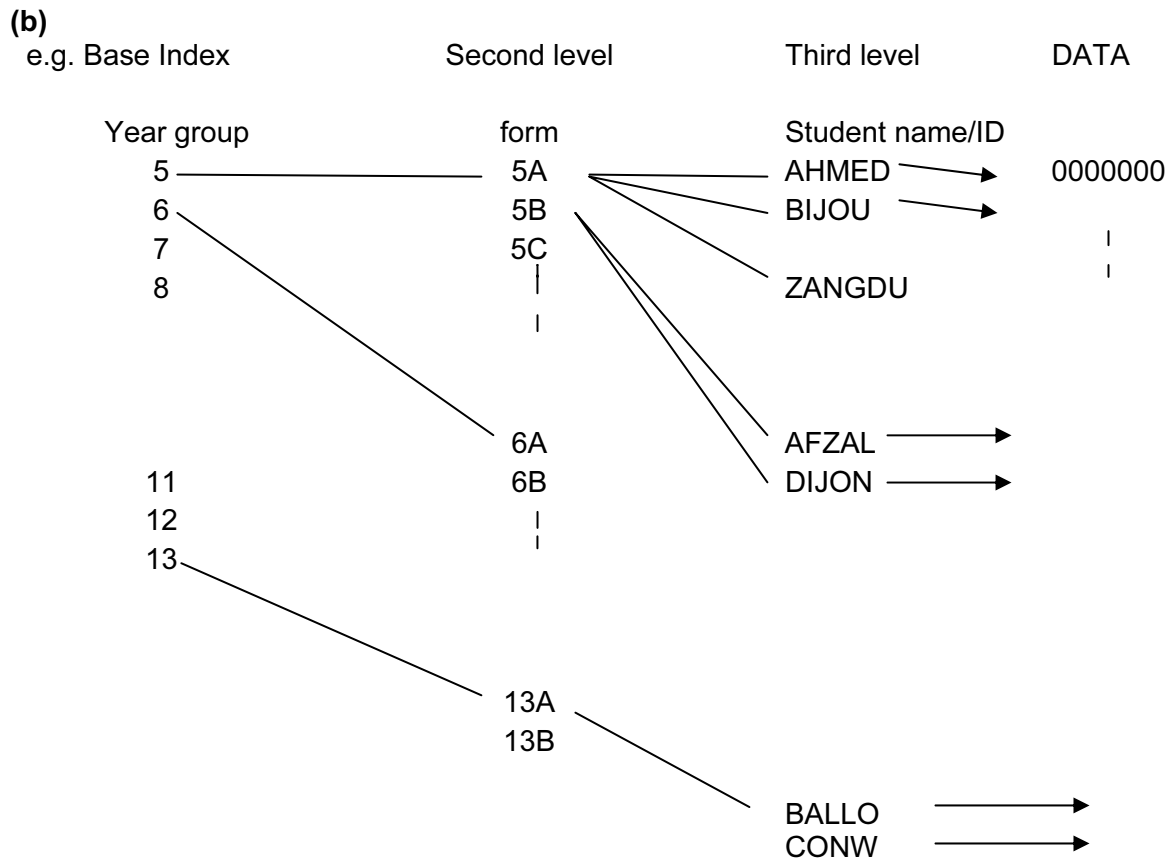 (b)
e.g. Base Index Second level Third level DATA
Year group form Student name/ID
5 5A AHMED 0000000
6 5B BIJOU
7 5C
8 ZANGDU
6A AFZAL
11 6B DIJON
12
13
13A
13B
BALLO
CONW